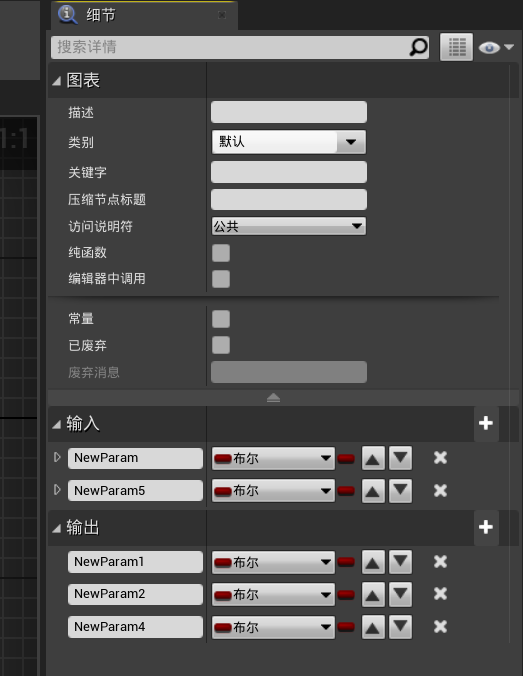 细节
搜索详情
图表
1:1
描述
类别 默认
关键字
压缩节点标题
访问说明符 公共
纯函数
编辑器中调用
常量
已废弃
废弃消息
输入
NewParam 布尔
NewParam5 布尔
输出
NewParam1 布尔
NewParam2 布尔
NewParam4 布尔